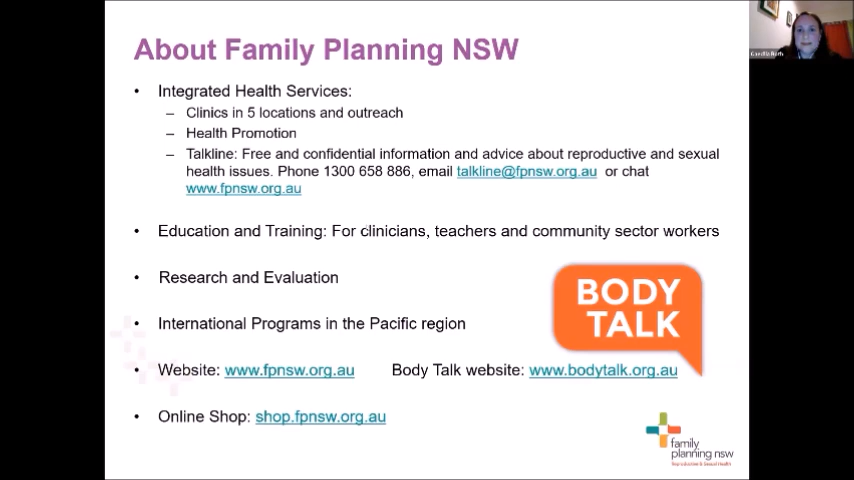 About Family Planning NSW
• Integrated Health Services:
– Clinics in 5 locations and outreach
– Health Promotion
– Talkline: Free and confidential information and advice about reproductive and sexual
health issues. Phone 1300 658 886, email talkline@fpnsw.org.au or chat
www.fpnsw.org.au
• Education and Training: For clinicians, teachers and community sector workers
• Research and Evaluation
• International Programs in the Pacific region
BODY
TALK
• Website: www.fpnsw.org.au Body Talk website: www.bodytalk.org.au
• Online Shop: shop.fpnsw.org.au
family
planning nsw
Reproductive & Sexual Health